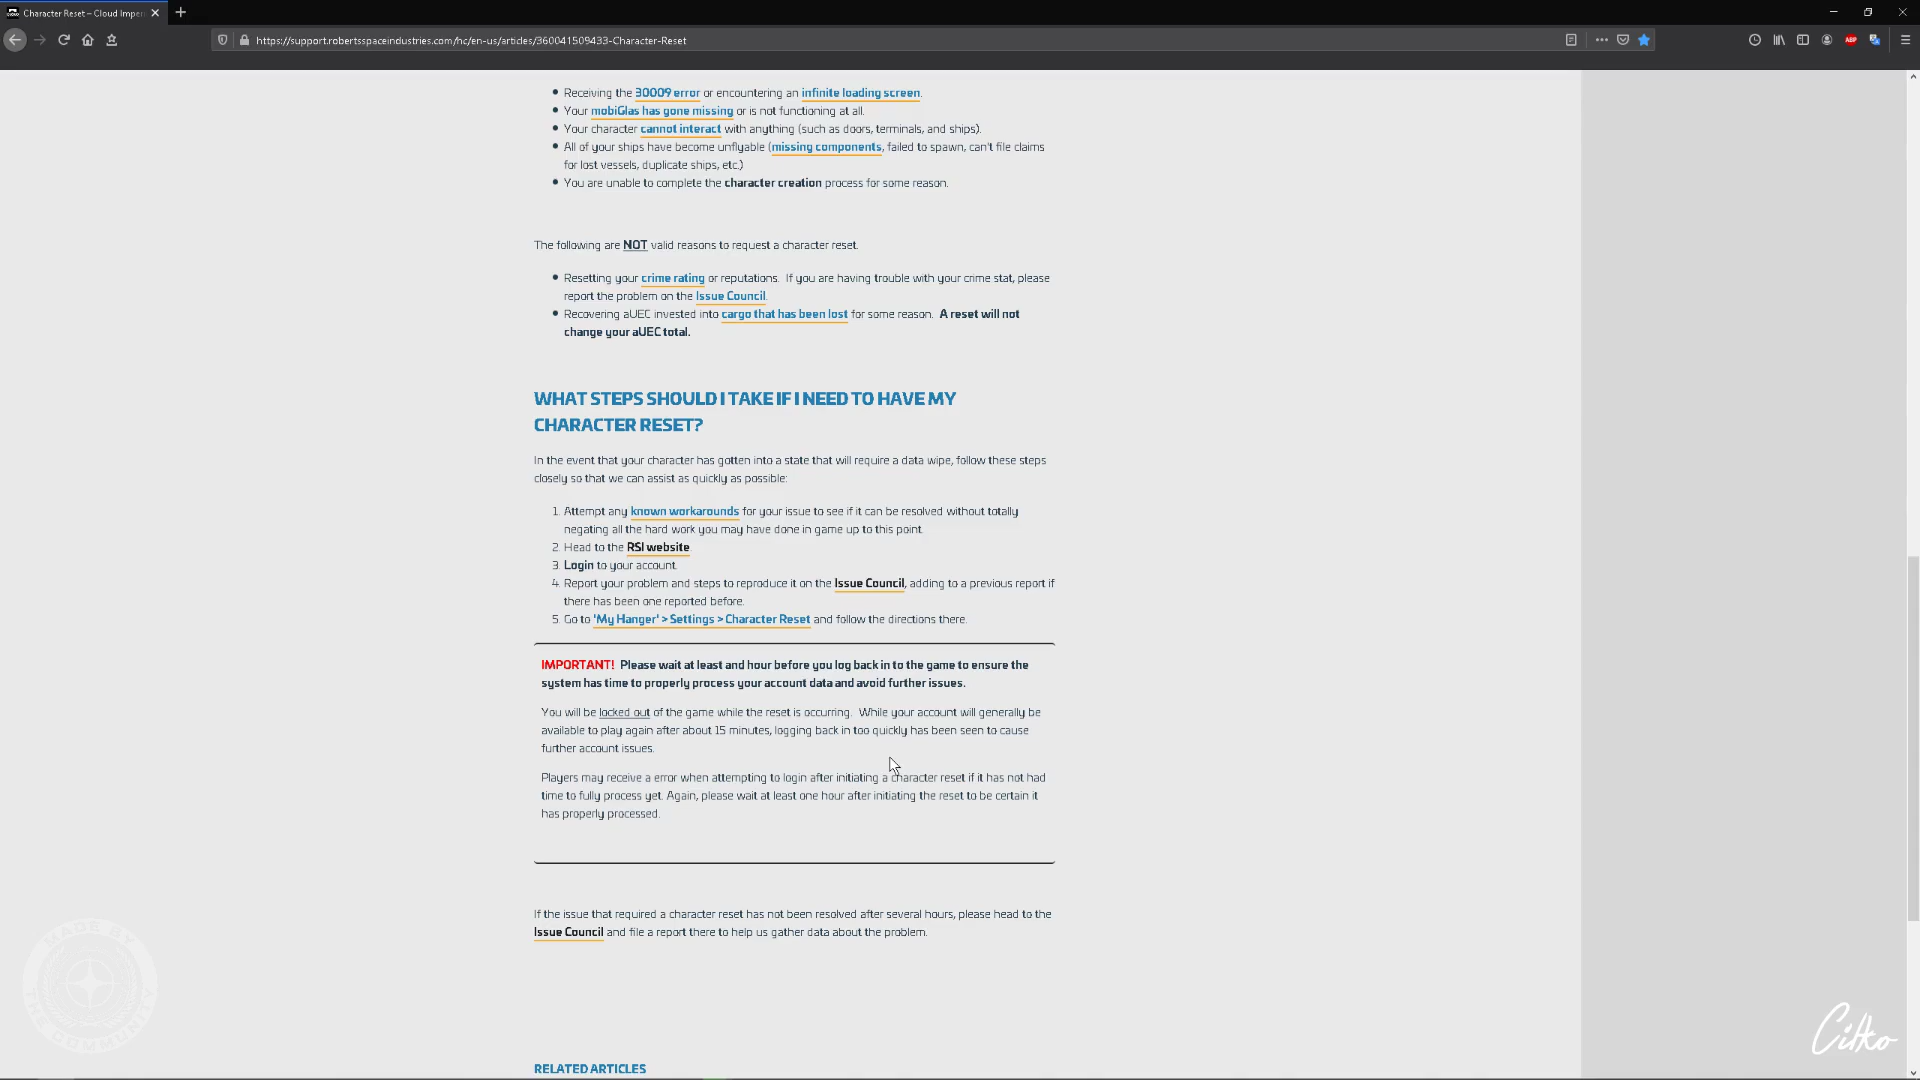 Character Reset – Cloud Imper
https://support.robertsspaceindustries.com/hc/en-us/articles/360041509433-Character-Reset
ABP
Receiving the 30009 error or encountering an infinite loading screen.
Your mobiGlas has gone missing or is not functioning at all.
Your character cannot interact with anything (such as doors, terminals, and ships).
All of your ships have become unflyable (missing components, failed to spawn, can't file claims
for lost vessels, duplicate ships, etc.)
You are unable to complete the character creation process for some reason.
The following are NOT valid reasons to request a character reset.
Resetting your crime rating or reputations. If you are having trouble with your crime stat, please
report the problem on the Issue Council.
Recovering aUEC invested into cargo that has been lost for some reason. A reset will not
change your aUEC total.
WHAT STEPS SHOULD I TAKE IF I NEED TO HAVE MY
CHARACTER RESET?
In the event that your character has gotten into a state that will require a data wipe, follow these steps
closely so that we can assist as quickly as possible:
1. Attempt any known workarounds for your issue to see if it can be resolved without totally
negating all the hard work you may have done in game up to this point.
2. Head to the RSI website
3. Login to your account.
4. Report your problem and steps to reproduce it on the Issue Council, adding to a previous report if
there has been one reported before.
5. Go to 'My Hanger' > Settings > Character Reset and follow the directions there.
IMPORTANT! Please wait at least and hour before you log back in to the game to ensure the
system has time to properly process your account data and avoid further issues.
You will be locked out of the game while the reset is occurring. While your account will generally be
available to play again after about 15 minutes, logging back in too quickly has been seen to cause
further account issues.
Players may receive a error when attempting to login after initiating a character reset if it has not had
time to fully process yet. Again, please wait at least one hour after initiating the reset to be certain it
has properly processed.
If the issue that required a character reset has not been resolved after several hours, please head to the
Issue Council and file a report there to help us gather data about the problem.
MADE BY
THE COMMUNITY
RELATED ARTICLES